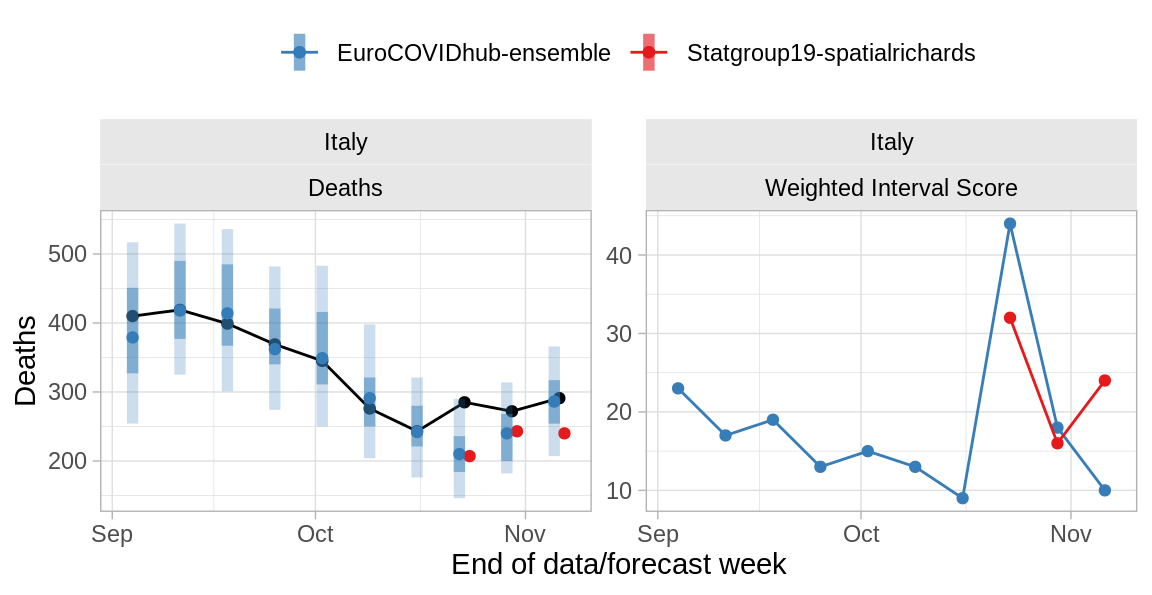 EuroCOVIDhub-ensemble Statgroup19-spatialrichards
Italy
Deaths
Italy
Weighted Interval Score
Deaths
500
400
300
200
Sep Oct Nov
40
30
20
10
Sep Oct Nov
End of data/forecast week